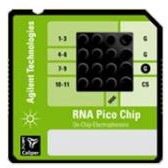 Agilent Technologies
1-3 G
4-6 G
7-9 G
10-11 CS
RNA Pico Chip
On-Chip-Electrophoresis
Caliper